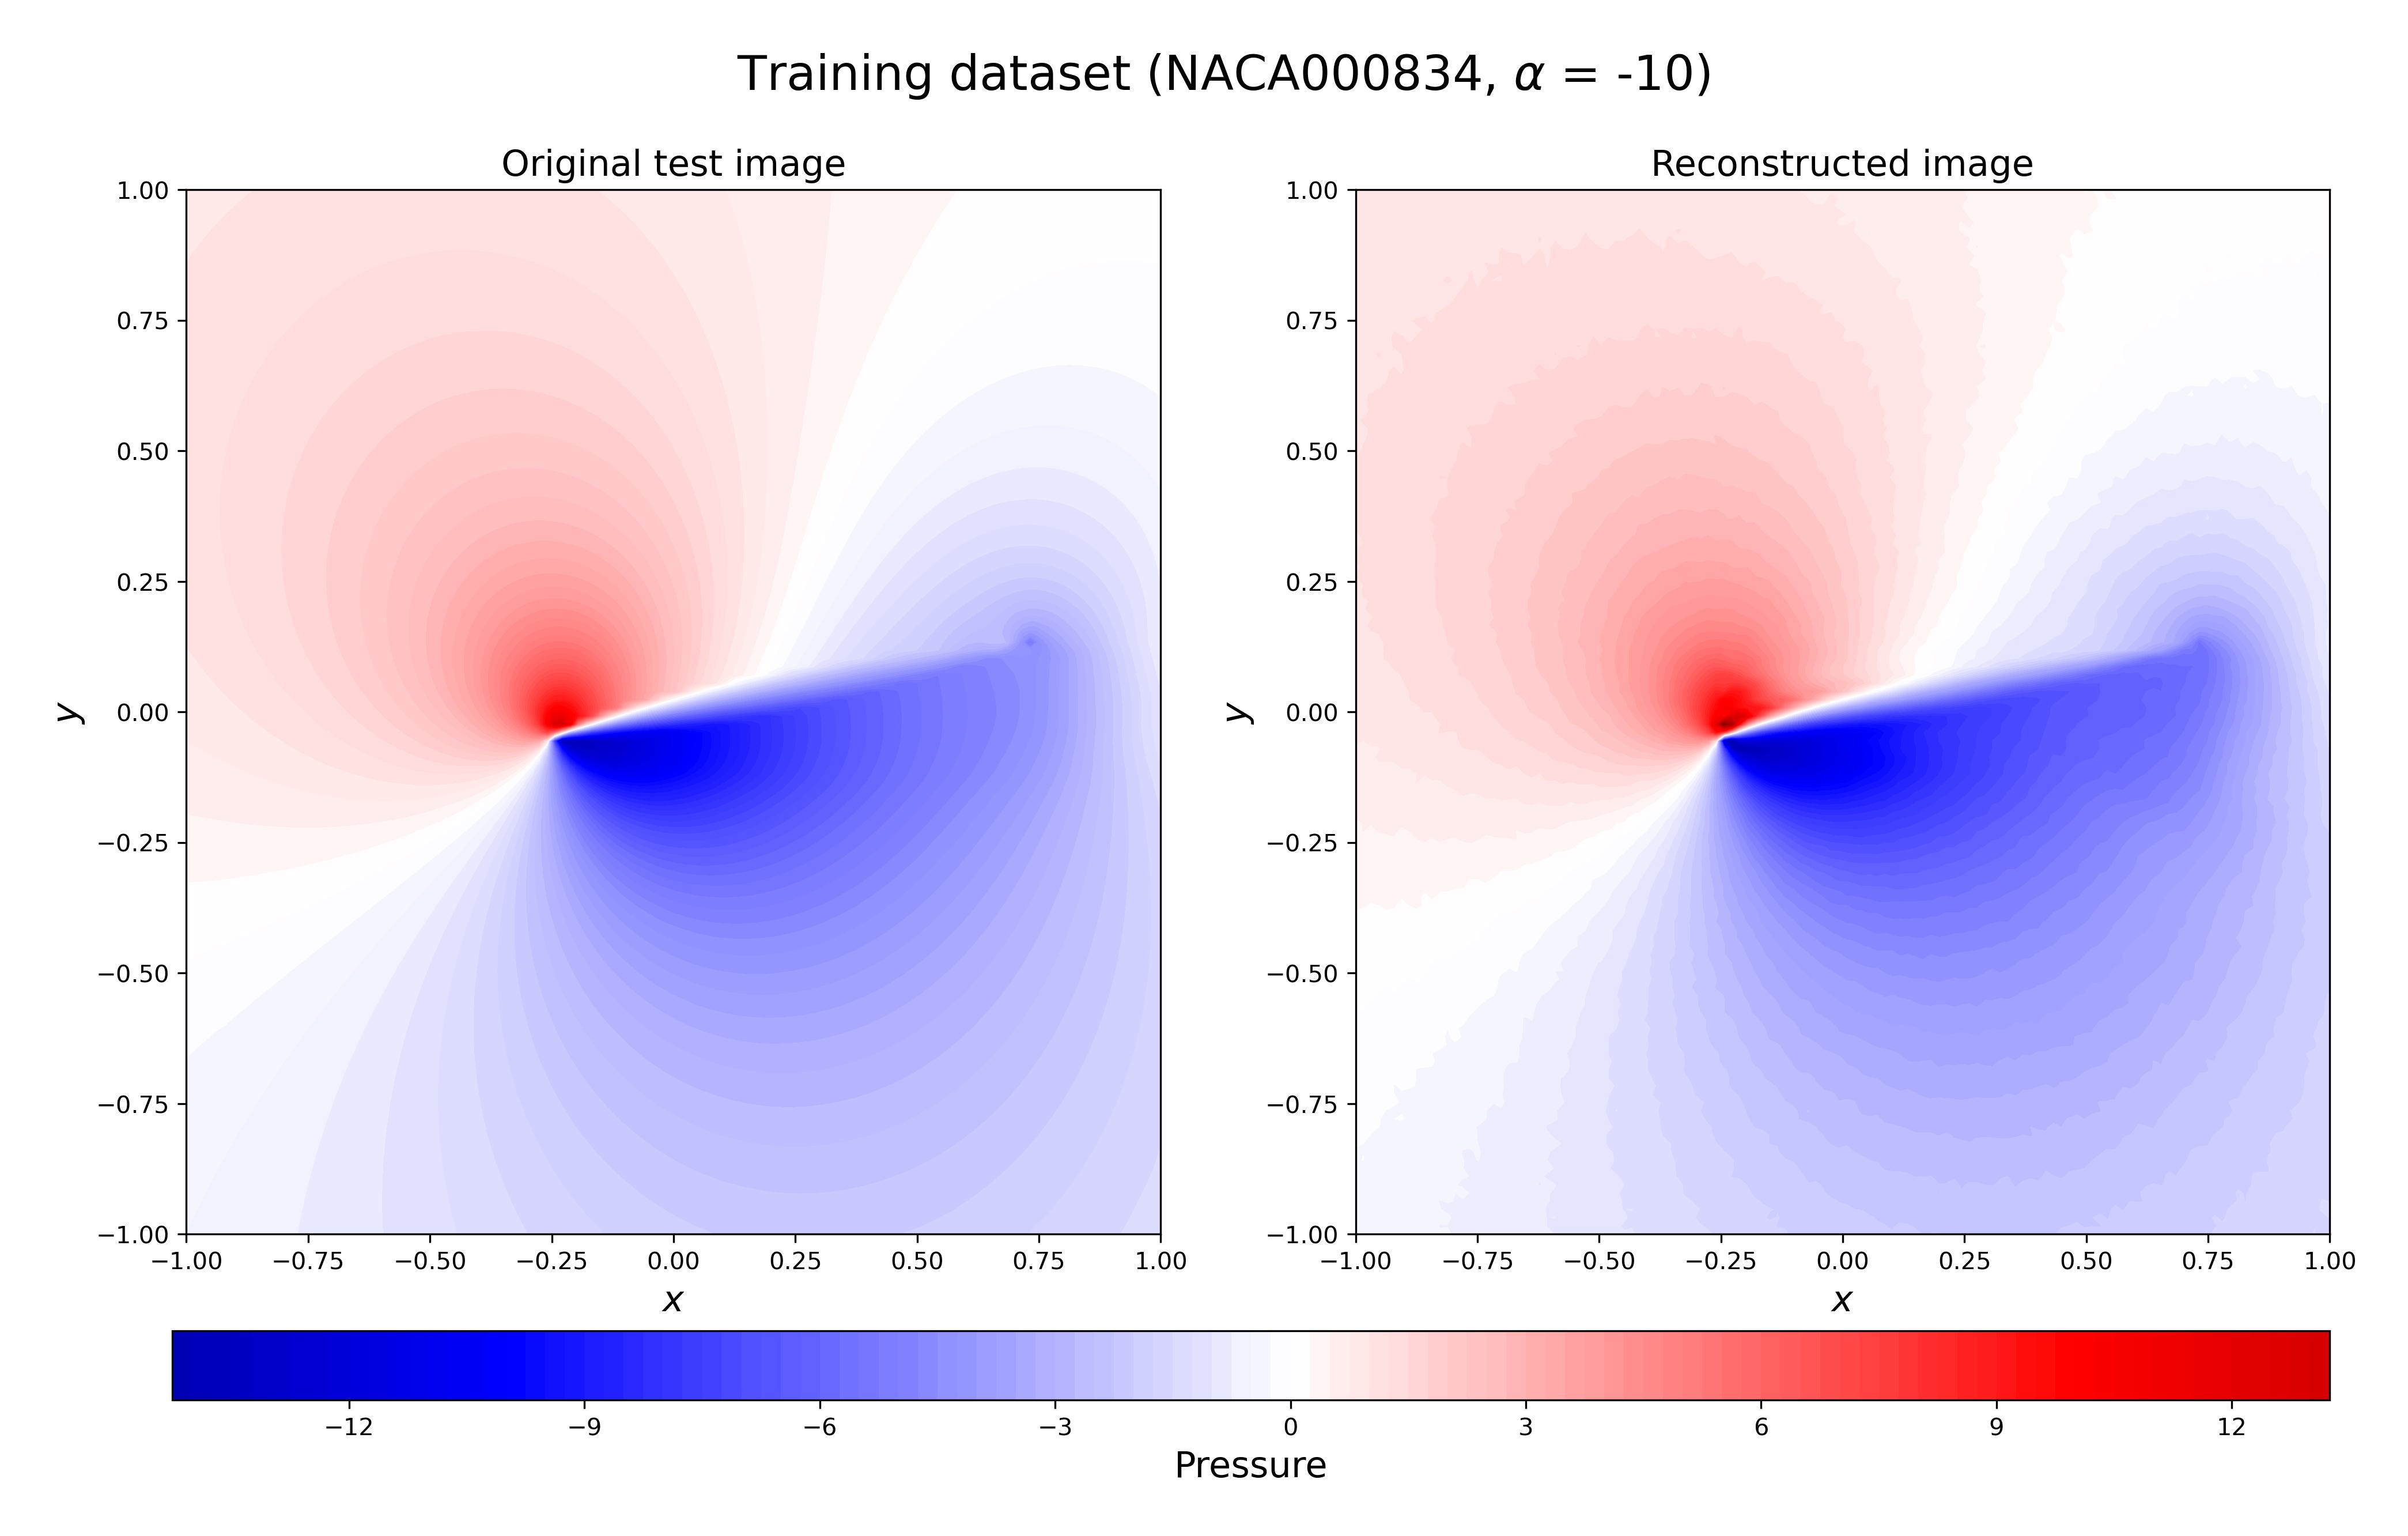 Training dataset (NACA000834, α = -10)
Original test image
Reconstructed image
1.00
0.75
0.50
0.25
0.00
−0.25
−0.50
−0.75
−1.00
y
−1.00 −0.75 −0.50 −0.25 0.00 0.25 0.50 0.75 1.00
x
1.00
0.75
0.50
0.25
0.00
−0.25
−0.50
−0.75
−1.00
y
−1.00 −0.75 −0.50 −0.25 0.00 0.25 0.50 0.75 1.00
x
−12 −9 −6 −3 0 3 6 9 12
Pressure